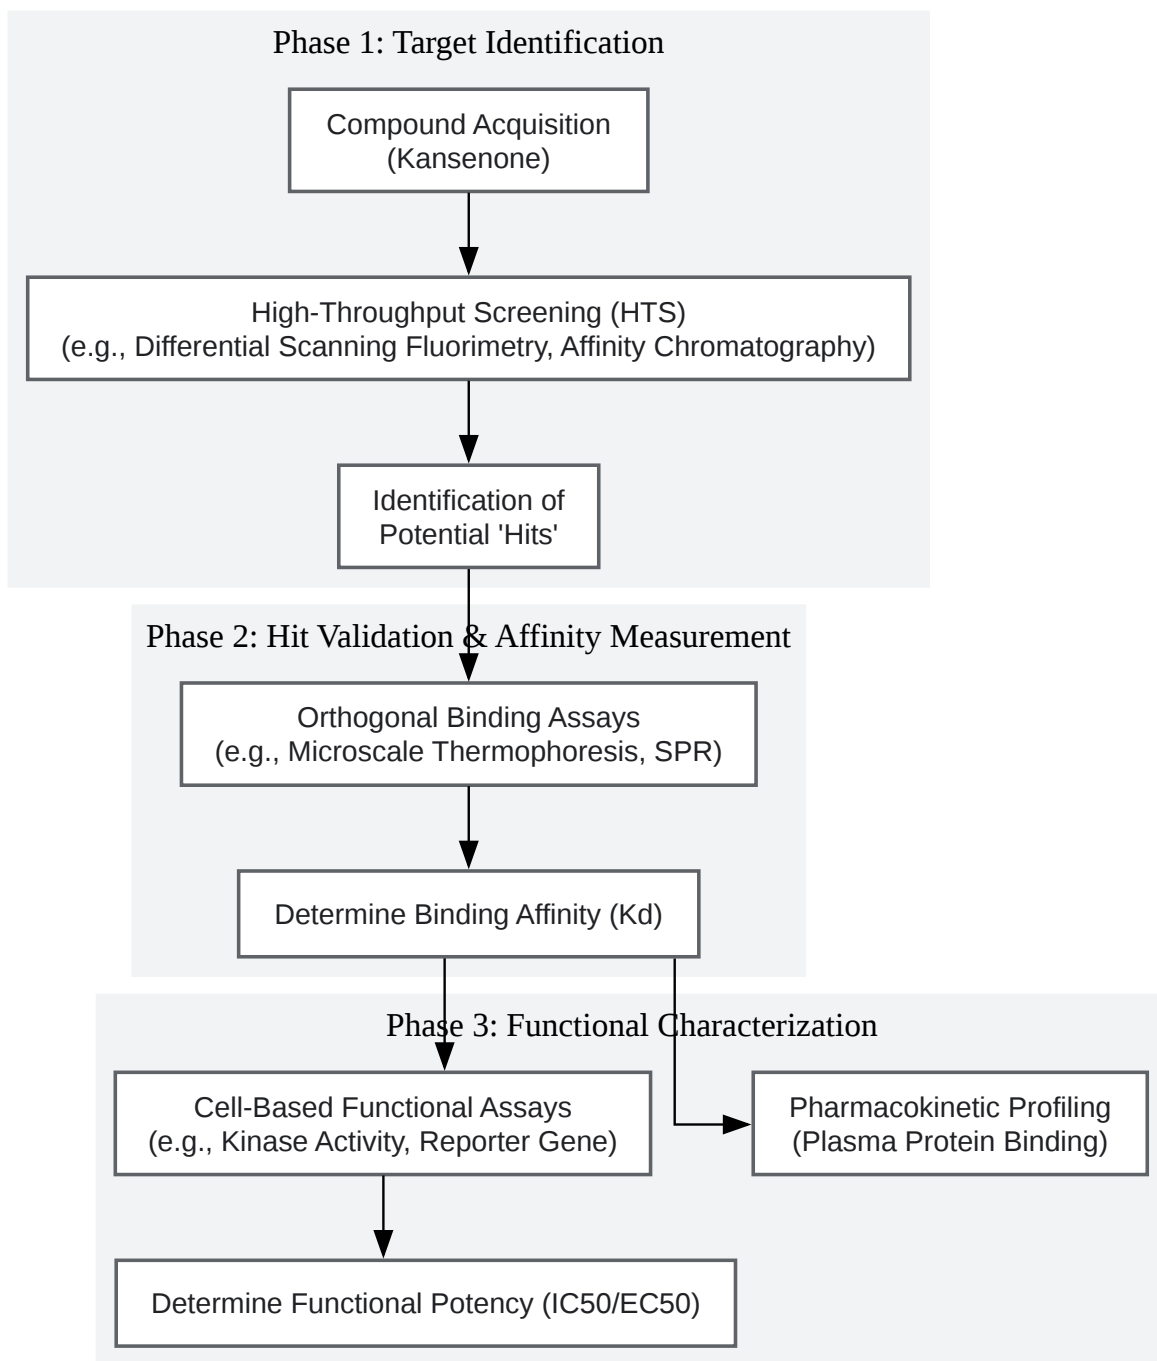 Phase 1: Target Identification
Compound Acquisition
(Kansenone)
High-Throughput Screening (HTS)
(e.g., Differential Scanning Fluorimetry, Affinity Chromatography)
Identification of
Potential 'Hits'
Phase 2: Hit Validation & Affinity Measurement
Orthogonal Binding Assays
(e.g., Microscale Thermophoresis, SPR)
Determine Binding Affinity (Kd)
Phase 3: Functional Characterization
Cell-Based Functional Assays
(e.g., Kinase Activity, Reporter Gene)
Pharmacokinetic Profiling
(Plasma Protein Binding)
Determine Functional Potency (IC50/EC50)